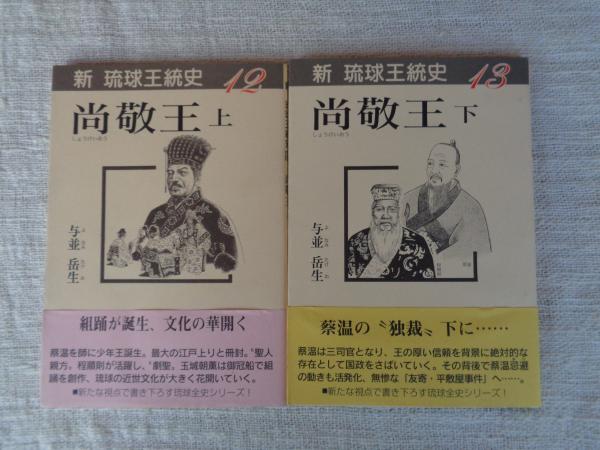 新 琉球王統史 12
尚敬王 上
しょうけいおう
与並 岳生
よ なみ たけ お
組踊が誕生、文化の華開く
蔡温を師に少年王誕生。最大の江戸上りと冊封。〝聖人
親方〟程順則が活躍し、〝劇聖〟玉城朝薫は御冠船で組
踊を創作、琉球の近世文化が大きく花開いていく。
■新たな視点で書き下ろす琉球全史シリーズ！
新 琉球王統史 13
尚敬王 下
しょうけいおう
与並 岳生
よ なみ たけ お
蔡温の〝独裁〟下に……
蔡温は三司官となり、王の厚い信頼を背景に絶対的な
存在として国政をさばいていく。その背後で蔡温忌避
の動きも活発化、無惨な「友寄・平敷屋事件」へ……。
■新たな視点で書き下ろす琉球全史シリーズ！